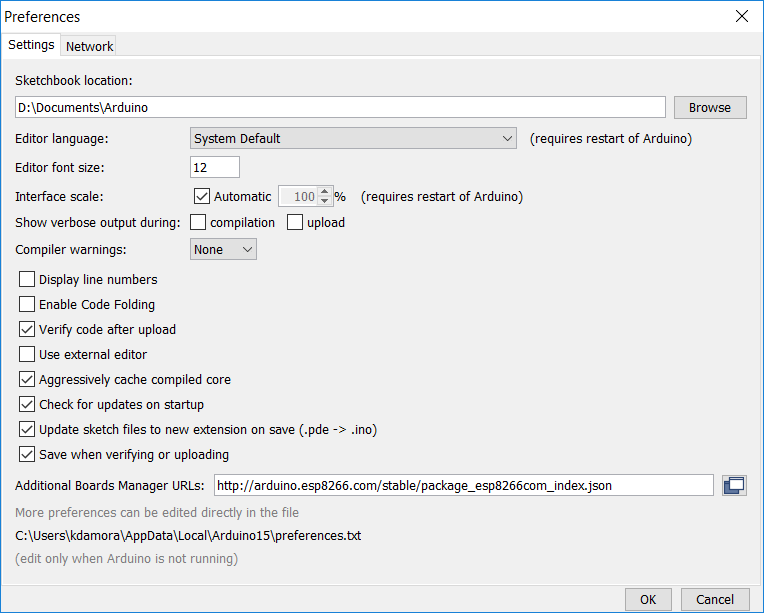 Preferences
Settings Network
Sketchbook location:
D:\Documents\Arduino Browse
Editor language: System Default (requires restart of Arduino)
Editor font size: 12
Interface scale: Automatic 100 % (requires restart of Arduino)
Show verbose output during: compilation upload
Compiler warnings: None
Display line numbers
Enable Code Folding
Verify code after upload
Use external editor
Aggressively cache compiled core
Check for updates on startup
Update sketch files to new extension on save (.pde -> .ino)
Save when verifying or uploading
Additional Boards Manager URLs: http://arduino.esp8266.com/stable/package_esp8266com_index.json
More preferences can be edited directly in the file
C:\Users\kdamora\AppData\Local\Arduino15\preferences.txt
(edit only when Arduino is not running)
OK Cancel